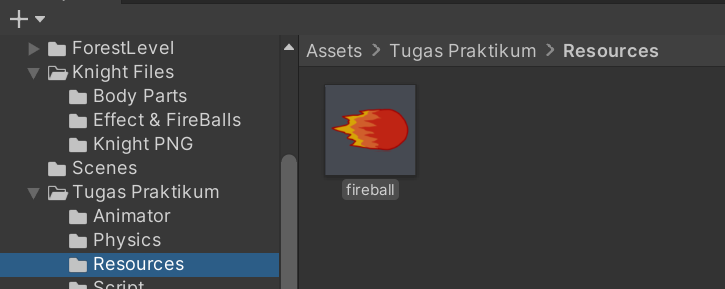 ForestLevel
Knight Files
Body Parts
Effect & FireBalls
Knight PNG
Scenes
Tugas Praktikum
Animator
Physics
Resources
Script
Assets > Tugas Praktikum > Resources
fireball